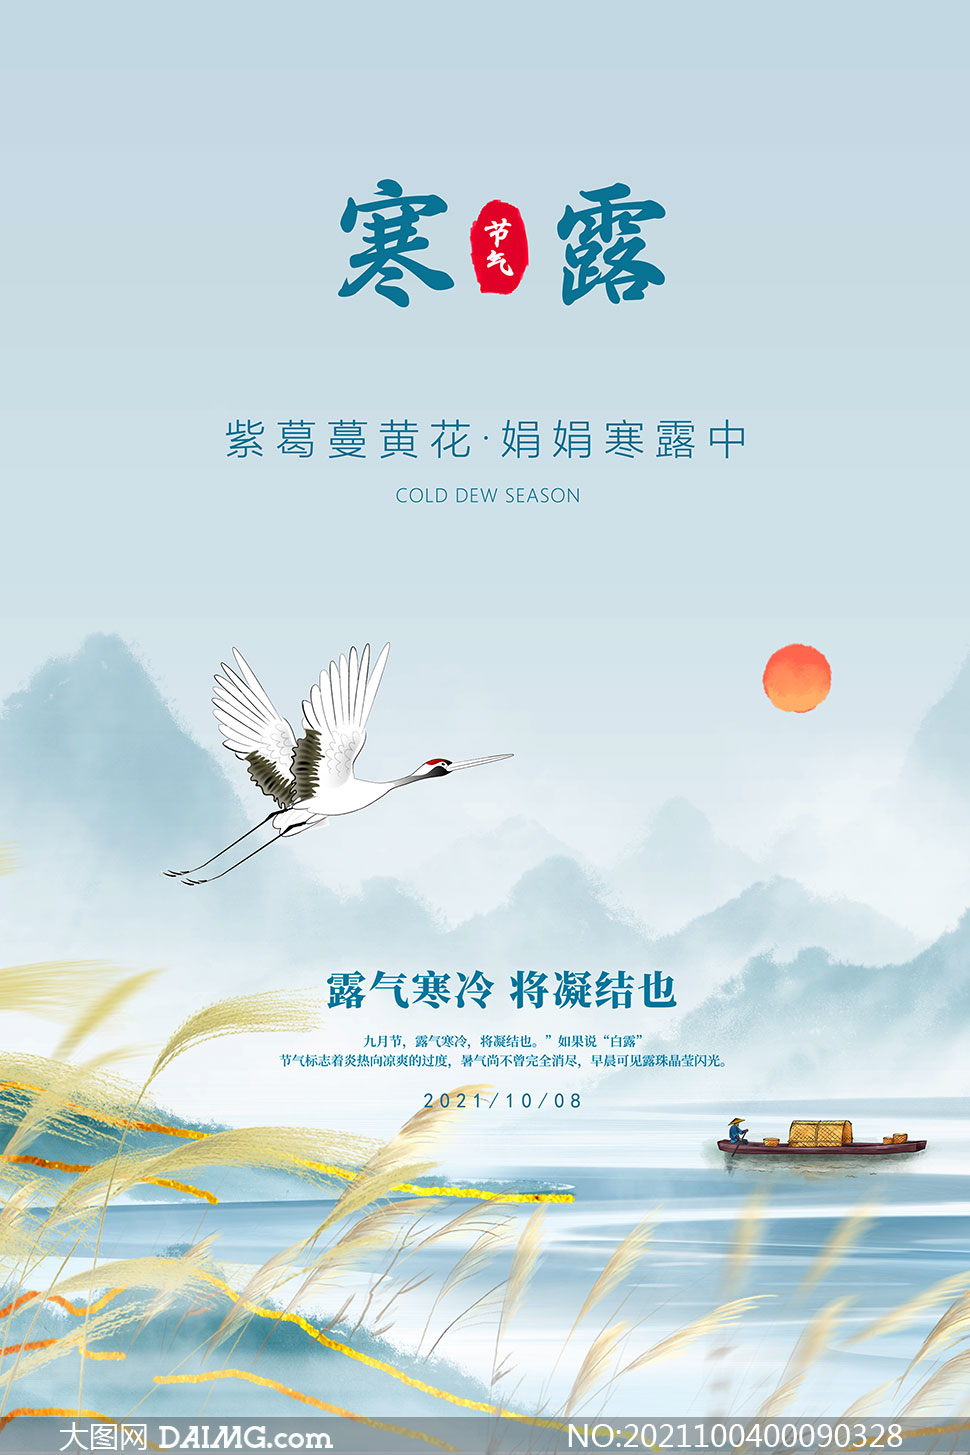 寒 节气 露
紫葛蔓黄花·娟娟寒露中
COLD DEW SEASON
露气寒冷 将凝结也
九月节，露气寒冷，将凝结也。”如果说“白露”
节气标志着炎热向凉爽的过度，暑气尚不曾完全消尽，早晨可见露珠晶莹闪光。
2021/10/08
大图网 DAIMG.com NO:2021100400090328